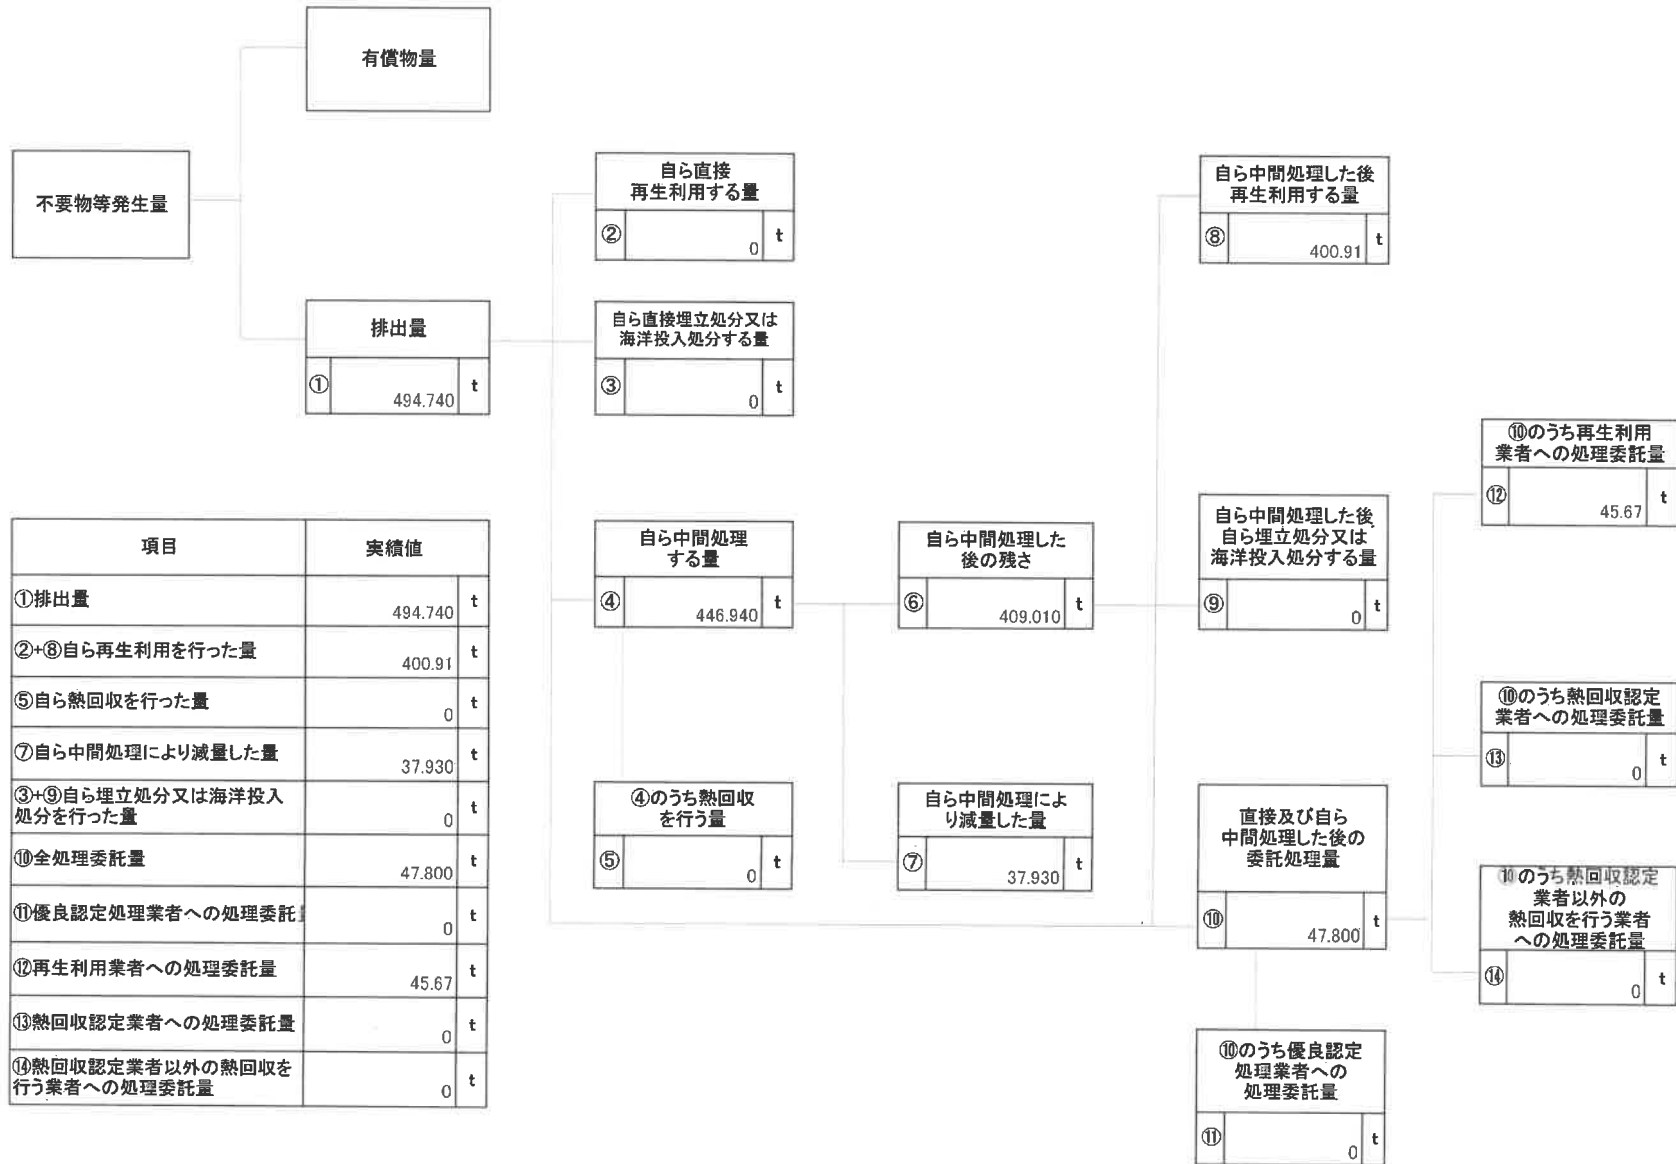 有償物量
不要物等発生量
排出量
① 494.740 t
自ら直接
再生利用する量
② 0 t
自ら直接埋立処分又は
海洋投入処分する量
③ 0 t
自ら中間処理
する量
④ 446.940 t
④のうち熱回収
を行う量
⑤ 0 t
自ら中間処理した
後の残さ
⑥ 409.010 t
自ら中間処理によ
り減量した量
⑦ 37.930 t
自ら中間処理した後
再生利用する量
⑧ 400.91 t
自ら中間処理した後
自ら埋立処分又は
海洋投入処分する量
⑨ 0 t
直接及び自ら
中間処理した後の
委託処理量
⑩ 47.800 t
⑩のうち優良認定
処理業者への
処理委託量
⑪ 0 t
⑩のうち再生利用
業者への処理委託量
⑫ 45.67 t
⑩のうち熱回収認定
業者への処理委託量
⑬ 0 t
⑩のうち熱回収認定
業者以外の
熱回収を行う業者
への処理委託量
⑭ 0 t
項目 実績値
①排出量 494.740 t
②+⑧自ら再生利用を行った量 400.91 t
⑤自ら熱回収を行った量 0 t
⑦自ら中間処理により減量した量 37.930 t
③+⑨自ら埋立処分又は海洋投入
処分を行った量 0 t
⑩全処理委託量 47.800 t
⑪優良認定処理業者への処理委託 0 t
⑫再生利用業者への処理委託量 45.67 t
⑬熱回収認定業者への処理委託量 0 t
⑭熱回収認定業者以外の熱回収を
行う業者への処理委託量 0 t